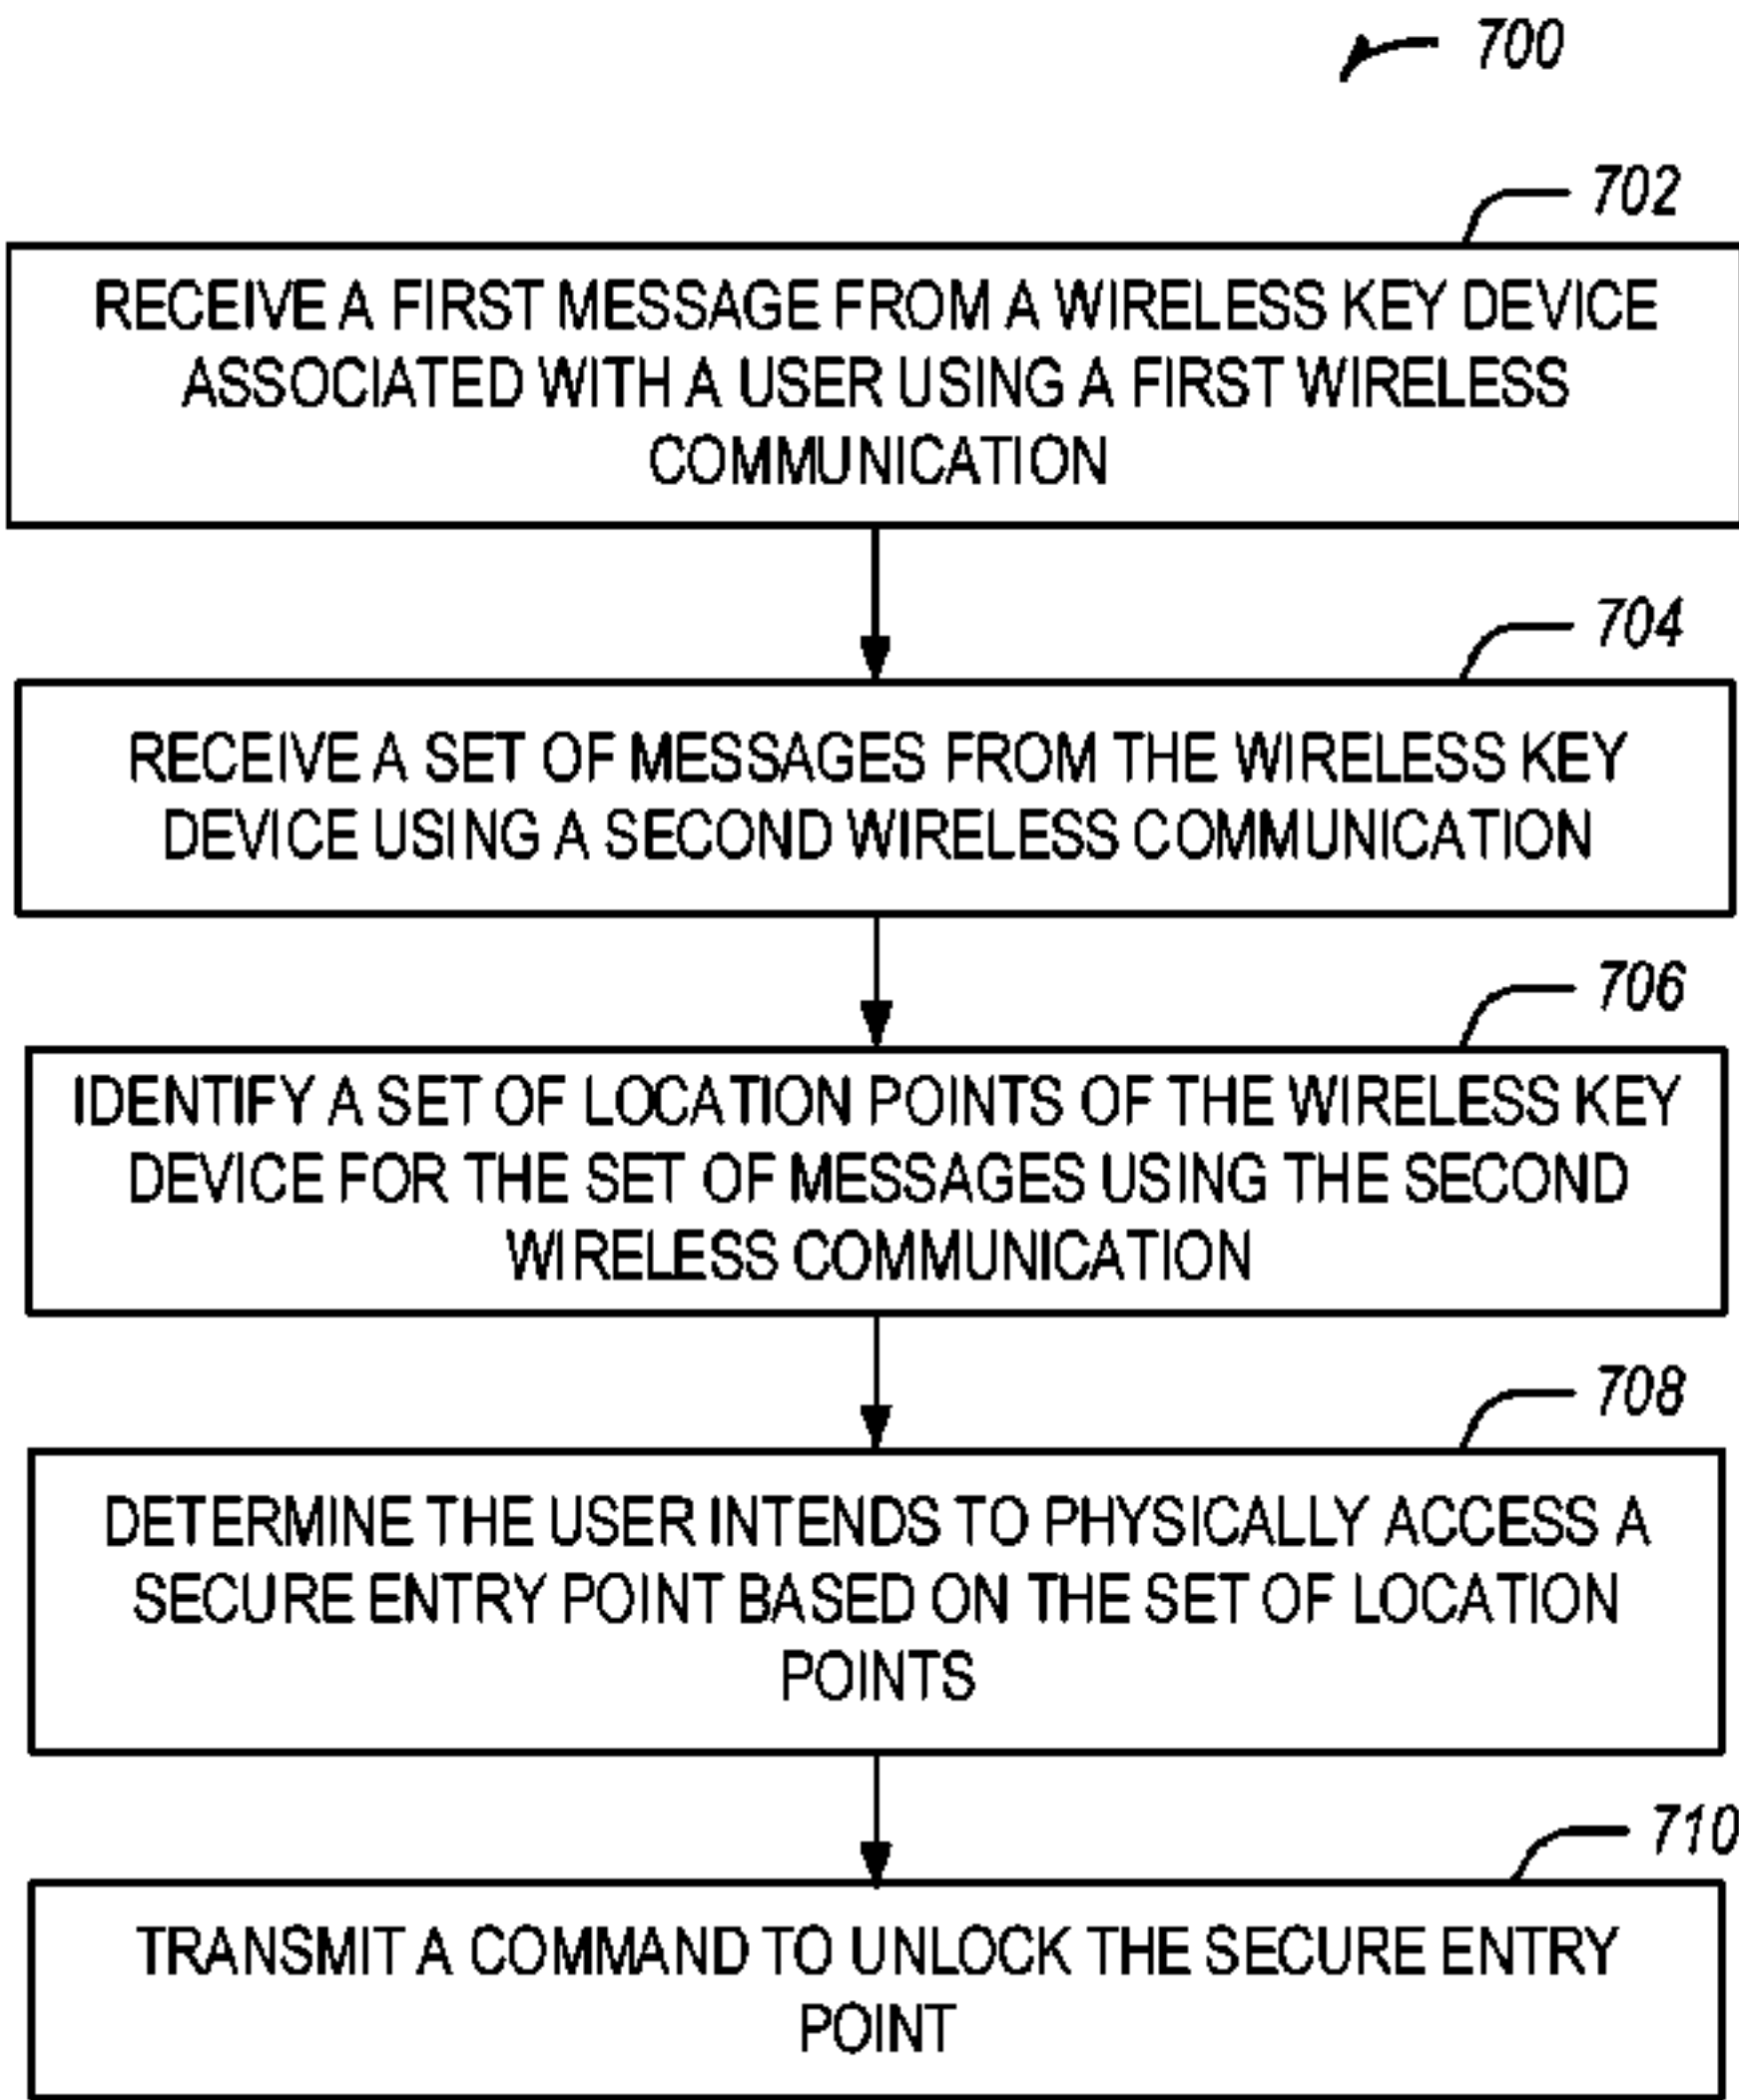 700
702
RECEIVE A FIRST MESSAGE FROM A WIRELESS KEY DEVICE
ASSOCIATED WITH A USER USING A FIRST WIRELESS
COMMUNICATION
704
RECEIVE A SET OF MESSAGES FROM THE WIRELESS KEY
DEVICE USING A SECOND WIRELESS COMMUNICATION
706
IDENTIFY A SET OF LOCATION POINTS OF THE WIRELESS KEY
DEVICE FOR THE SET OF MESSAGES USING THE SECOND
WIRELESS COMMUNICATION
708
DETERMINE THE USER INTENDS TO PHYSICALLY ACCESS A
SECURE ENTRY POINT BASED ON THE SET OF LOCATION
POINTS
710
TRANSMIT A COMMAND TO UNLOCK THE SECURE ENTRY
POINT